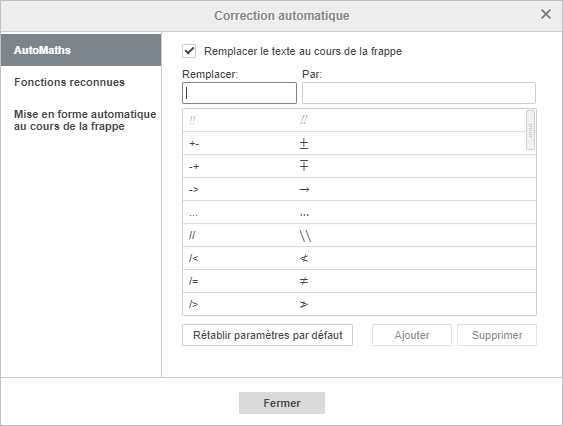 Correction automatique
AutoMaths
Fonctions reconnues
Mise en forme automatique
au cours de la frappe
Remplacer le texte au cours de la frappe
Remplacer: Par:
!! ‼
+- ±
-+ ∓
-> →
... …
// \\
/< ≮
/= ≠
/> ≯
Rétablir paramètres par défaut Ajouter Supprimer
Fermer